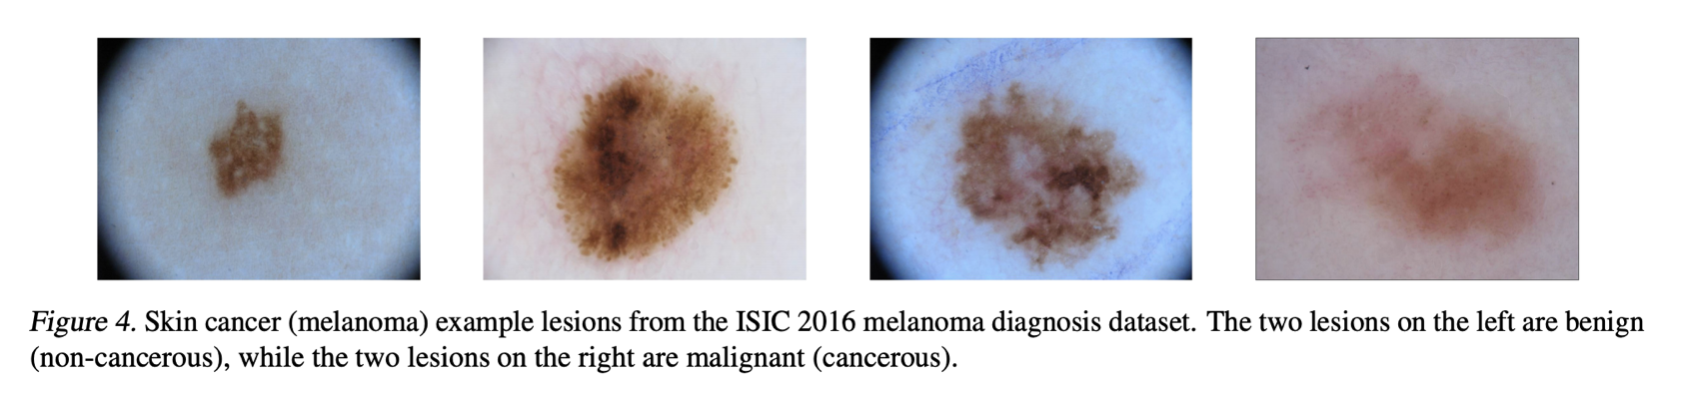 Figure 4. Skin cancer (melanoma) example lesions from the ISIC 2016 melanoma diagnosis dataset. The two lesions on the left are benign
(non-cancerous), while the two lesions on the right are malignant (cancerous).